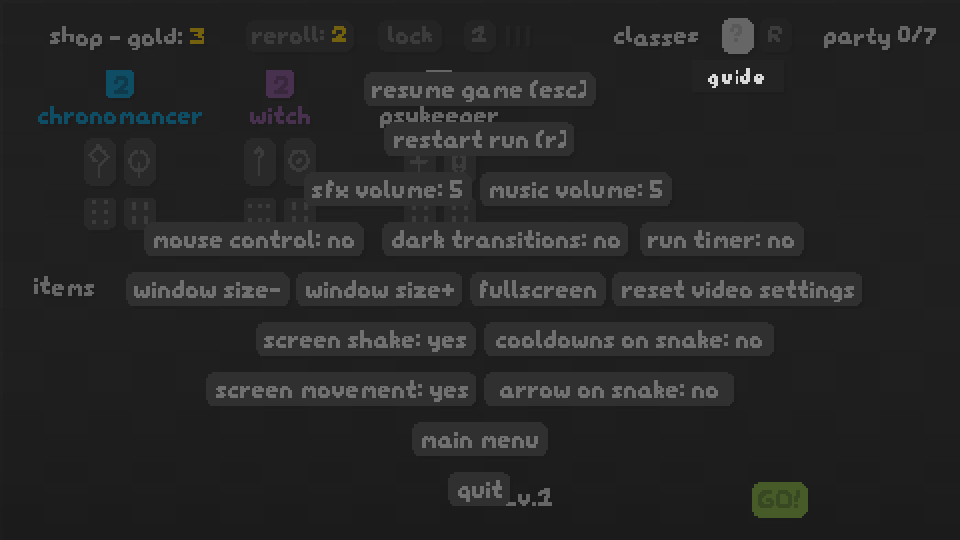 shop - gold: 3 reroll: 2 lock 1 classes ? R party 0/7
guide
2 2
resume game (esc)
chronomancer witch psykeeper
restart run (r)
sfx volume: 5 music volume: 5
mouse control: no dark transitions: no run timer: no
items window size- window size+ fullscreen reset video settings
screen shake: yes cooldowns on snake: no
screen movement: yes arrow on snake: no
main menu
quit Lv.1 GO!